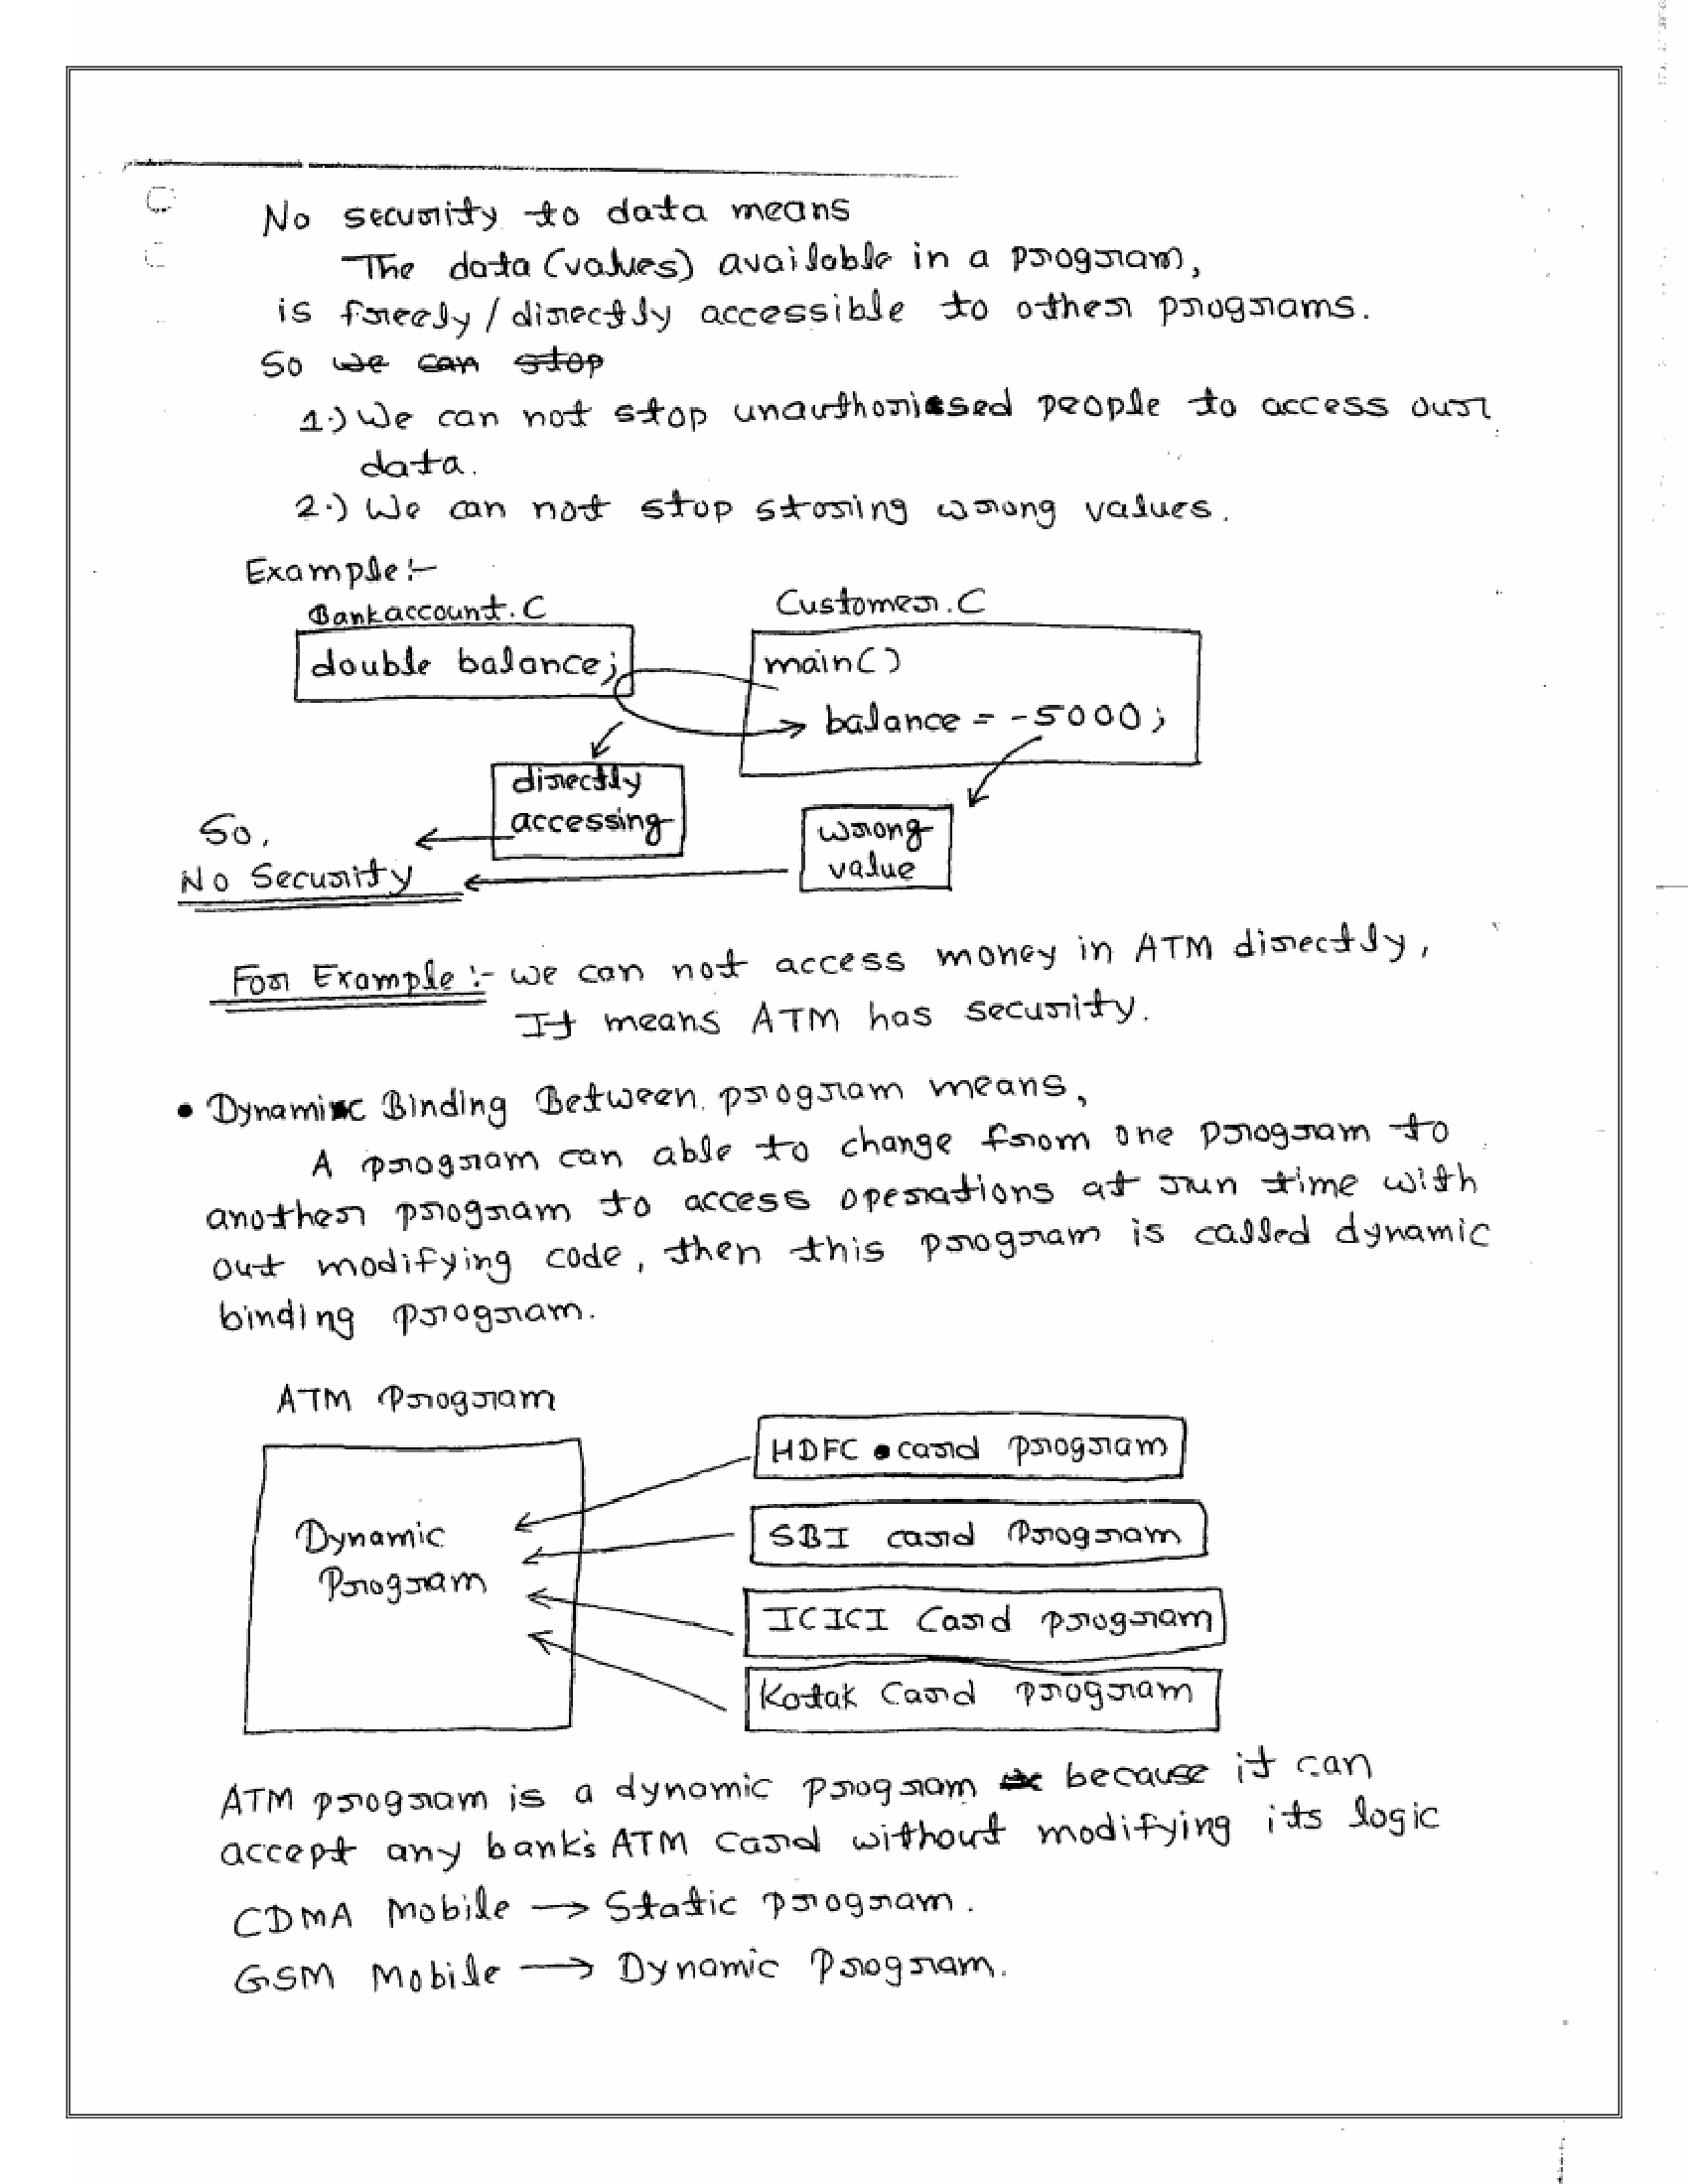 No security to data means
The data (values) available in a program,
is freely / directly accessible to other programs.
So we can stop
1.) We can not stop unauthorissed people to access our
data.
2.) We can not stop storing wrong values.
Example:-
Bankaccount.C
Customer.C
double balance;
main()
balance = -5000;
directly
accessing
wrong
value
So,
No Security
For Example :- we can not access money in ATM directly,
It means ATM has security.
• Dynamic Binding Between program means,
A program can able to change from one program to
another program to access operations at run time with
out modifying code, then this program is called dynamic
binding program.
ATM Program
Dynamic
Program
HDFC card program
SBI card Program
ICICI Card program
Kotak Card program
ATM program is a dynamic program because it can
accept any bank's ATM Card without modifying its logic
CDMA Mobile → Static program.
GSM Mobile → Dynamic Program.